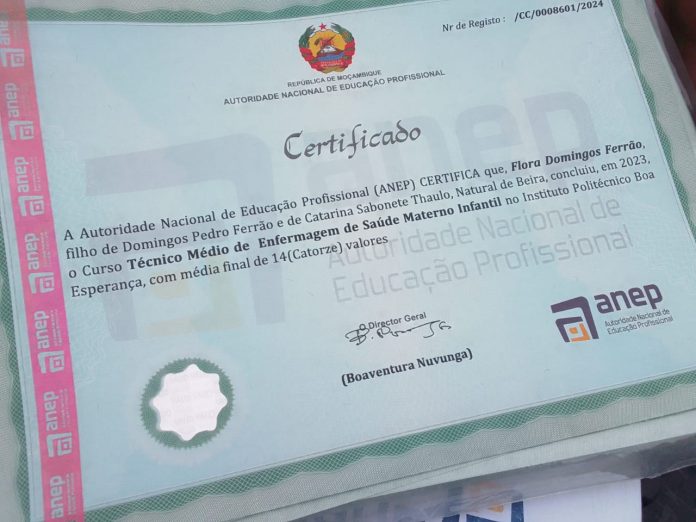 Nr de Registo : /CC/0008601/2024
REPÚBLICA DE MOÇAMBIQUE
AUTORIDADE NACIONAL DE EDUCAÇÃO PROFISSIONAL
Certificado
A Autoridade Nacional de Educação Profissional (ANEP) CERTIFICA que, Flora Domingos Ferrão,
filho de Domingos Pedro Ferrão e de Catarina Sabonete Thaulo, Natural de Beira, concluiu, em 2023,
o Curso Técnico Médio de Enfermagem de Saúde Materno Infantil no Instituto Politécnico Boa
Esperança, com média final de 14(Catorze) valores
anep
Autoridade Nacional de
Educação Profissional
O Director Geral
(Boaventura Nuvunga)
anep
Autoridade Nacional de
Educação Profissional
anep
anep
anep
anep
anep
anep
anep